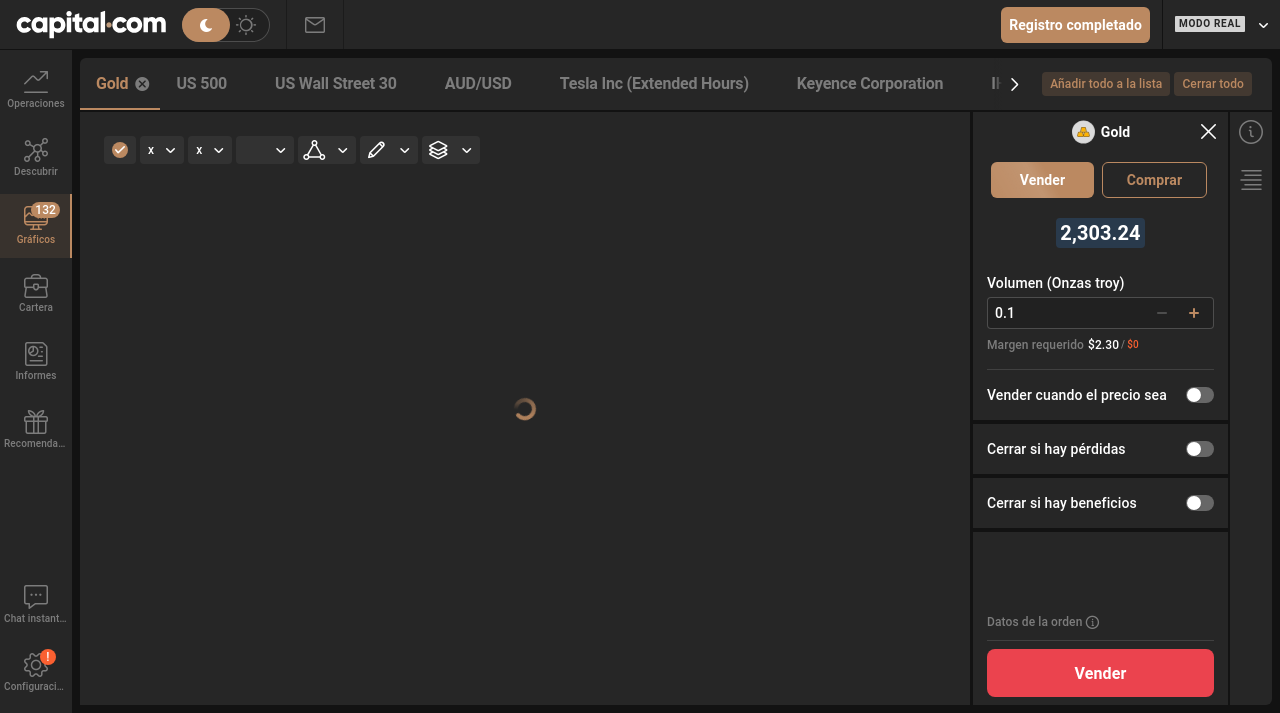 capital.com
Registro completado
MODO REAL
Operaciones
Descubrir
132
Gráficos
Cartera
Informes
Recomenda...
Chat instant...
!
Configuraci...
Gold
US 500
US Wall Street 30
AUD/USD
Tesla Inc (Extended Hours)
Keyence Corporation
Añadir todo a la lista
Cerrar todo
x
x
Gold
Vender
Comprar
2,303.24
Volumen (Onzas troy)
0.1
Margen requerido $2.30 / $0
Vender cuando el precio sea
Cerrar si hay pérdidas
Cerrar si hay beneficios
Datos de la orden
Vender